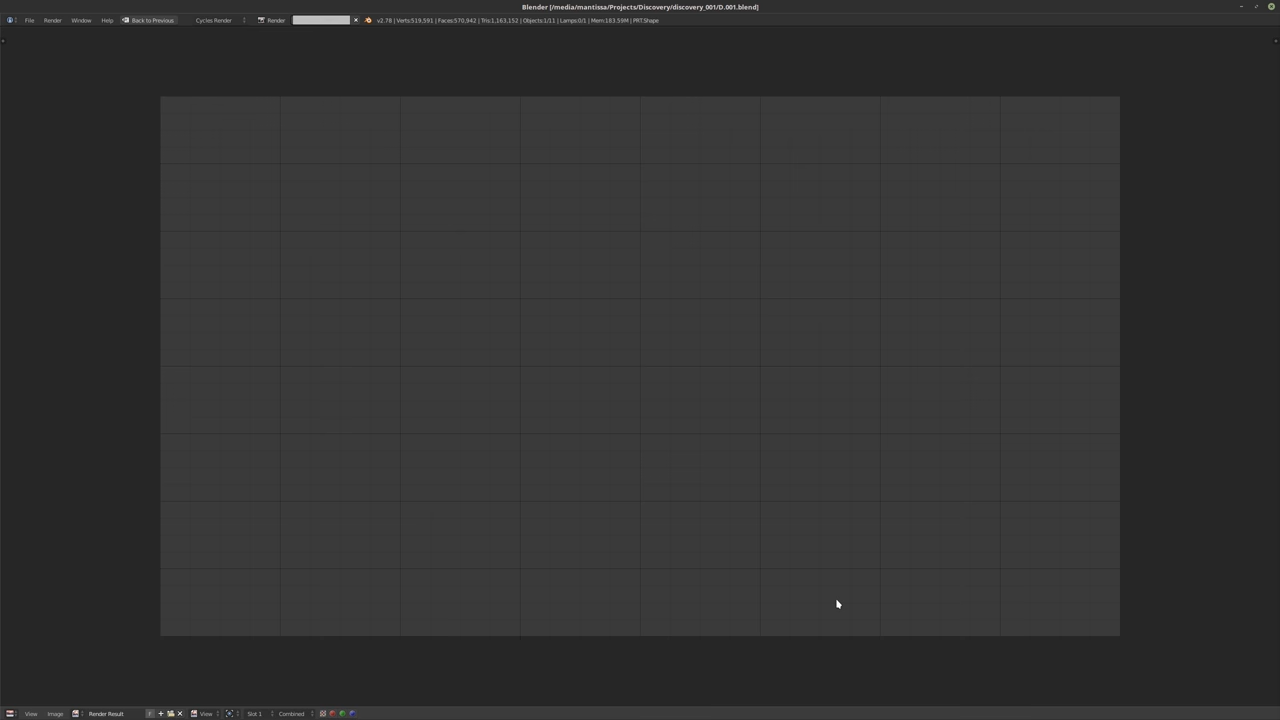 Blender [/media/mantissa/Projects/Discovery/discovery_001/D.001.blend]
File Render Window Help Back to Previous Cycles Render Render v2.78 | Verts:519,591 | Faces:570,942 | Tris:1,163,152 | Objects:1/11 | Lamps:0/1 | Mem:183.59M | PRT.Shape
View Image Render Result F View Slot 1 Combined